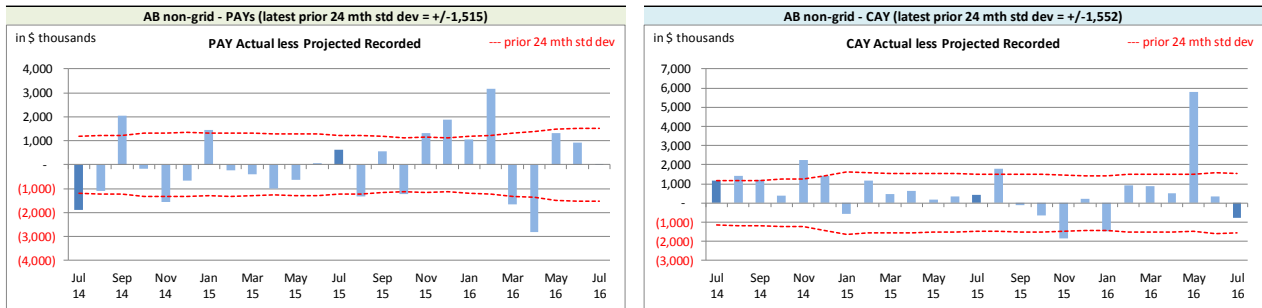 AB non-grid - PAYs (latest prior 24 mth std dev = +/-1,515)
in $ thousands
PAY Actual less Projected Recorded
--- prior 24 mth std dev
4,000
3,000
2,000
1,000
-
(1,000)
(2,000)
(3,000)
(4,000)
Jul Sep Nov Jan Mar May Jul Sep Nov Jan Mar May Jul
14 14 14 15 15 15 15 15 15 16 16 16 16
AB non-grid - CAY (latest prior 24 mth std dev = +/-1,552)
in $ thousands
CAY Actual less Projected Recorded
--- prior 24 mth std dev
7,000
6,000
5,000
4,000
3,000
2,000
1,000
-
(1,000)
(2,000)
(3,000)
Jul Sep Nov Jan Mar May Jul Sep Nov Jan Mar May Jul
14 14 14 15 15 15 15 15 15 16 16 16 16